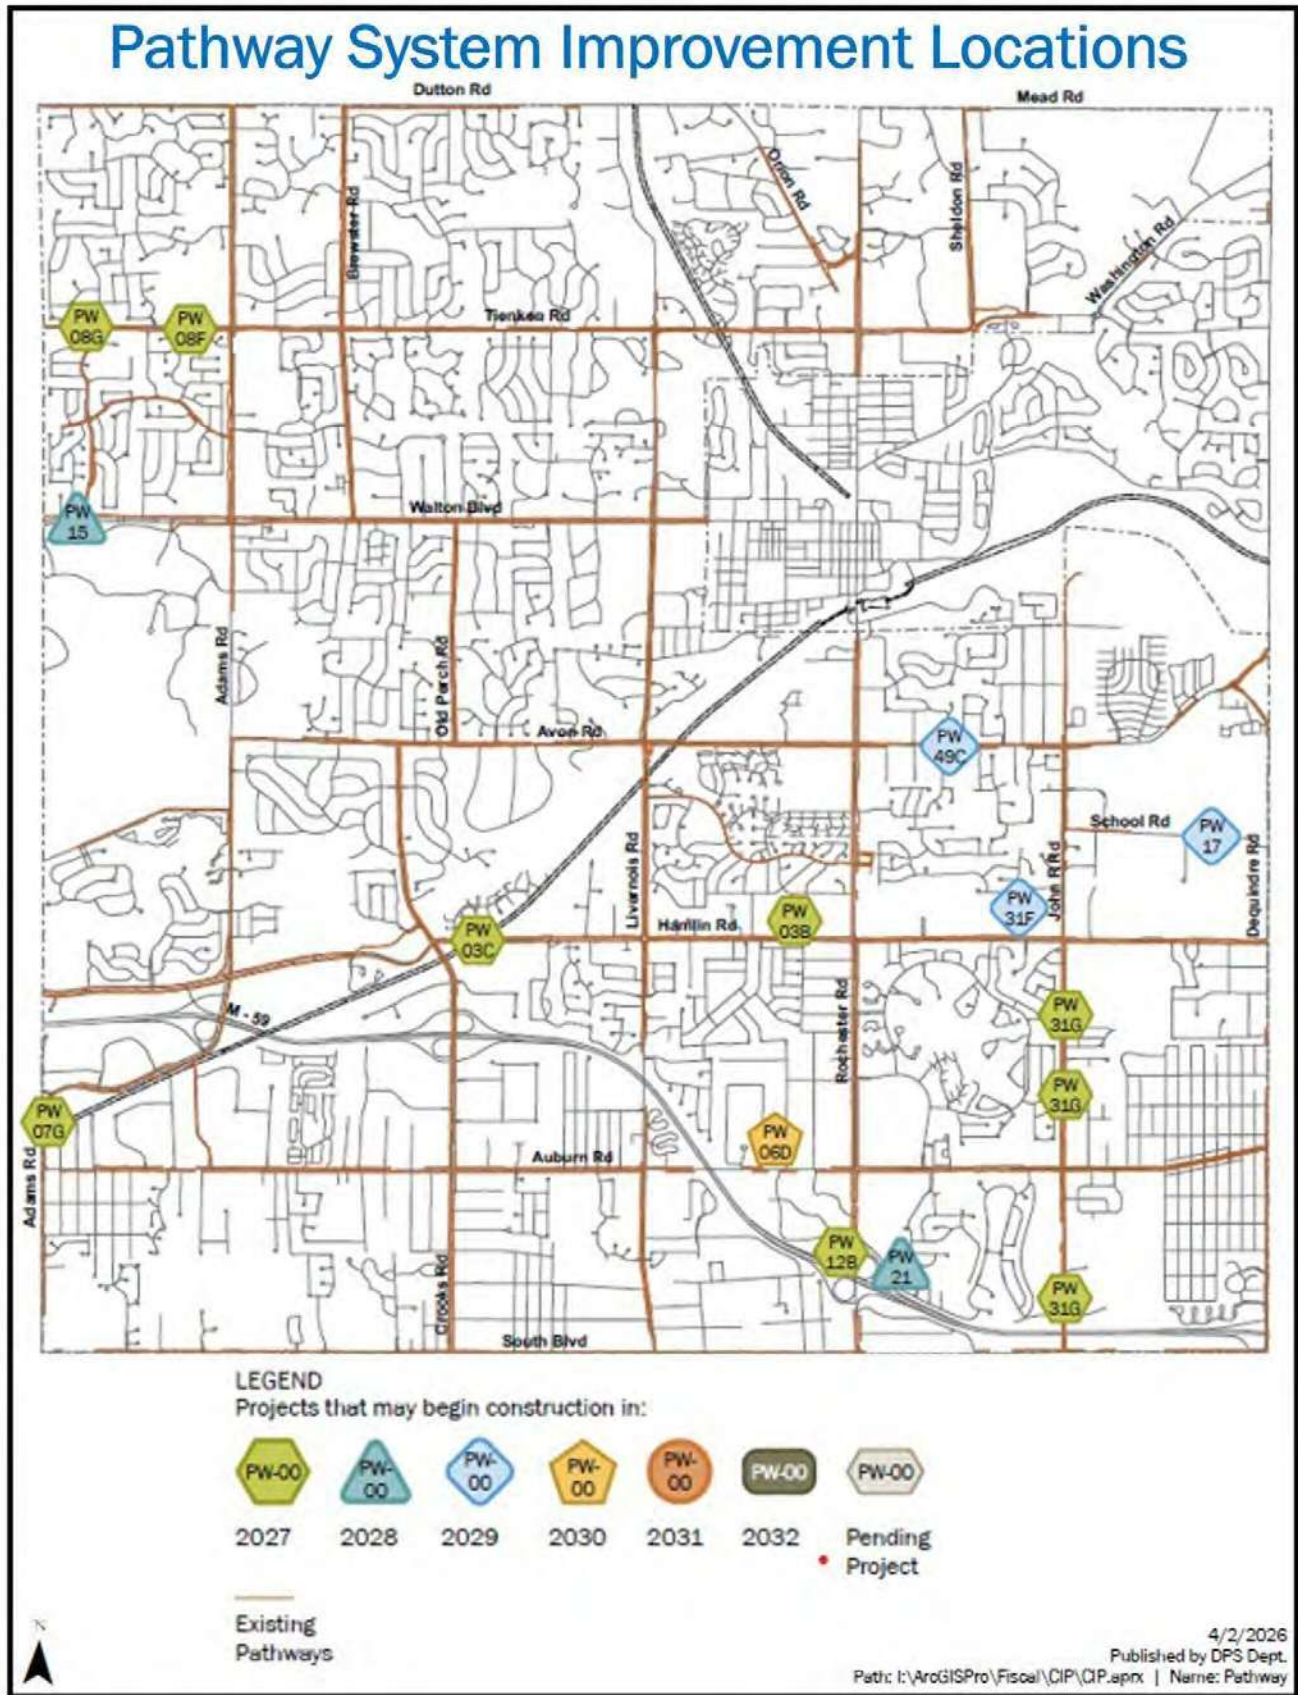 Pathway System Improvement Locations
Dutton Rd
Mead Rd
Orion Rd
Brewster Rd
Sheldon Rd
Washington Rd
PW
08G
PW
08F
Tienken Rd
PW
15
Walton Blvd
Adams Rd
Old Perch Rd
Avon Rd
PW
49C
School Rd
PW
17
Livernois Rd
John R Rd
Dequindre Rd
PW
31F
PW
03B
Hamlin Rd
PW
03C
M - 59
Rochester Rd
PW
31G
PW
31G
PW
07G
PW
06D
Auburn Rd
Adams Rd
PW
12B
PW
21
PW
31G
Crooks Rd
South Blvd
LEGEND
Projects that may begin construction in:
PW-00
PW-
00
PW-
00
PW-
00
PW-
00
PW-00
PW-00
2027
2028
2029
2030
2031
2032
Pending
Project
Existing
Pathways
N
4/2/2026
Published by DPS Dept.
Path: I:\ArcGISPro\Fiscal\CIP\CIP.aprx | Name: Pathway